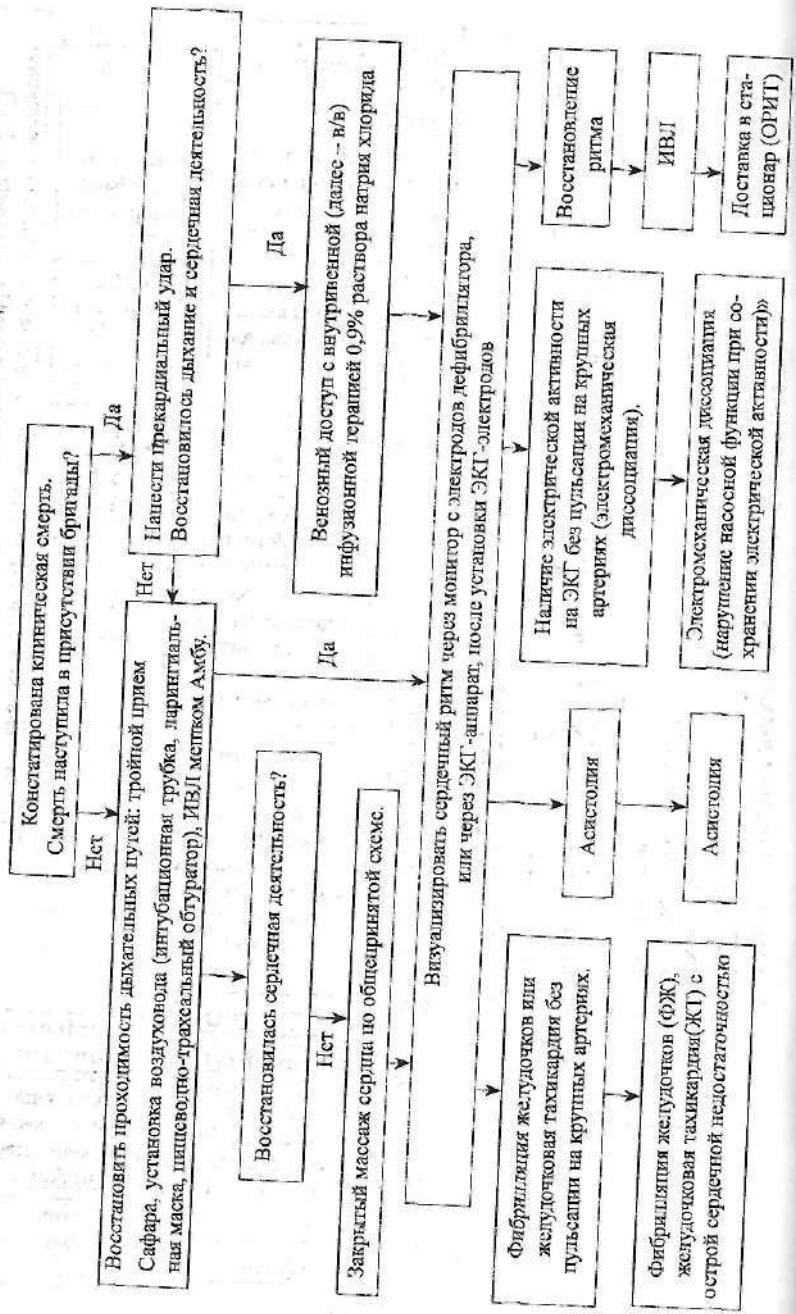 Констатирована клиническая смерть.
Смерть наступила в присутствии бригады?
Нет
Да
Восстановить проходимость дыхательных путей: тройной прием
Сафара, установка воздуховода (интубационная трубка, ларингиаль-
ная маска, пищеводно-трахеальный обтуратор), ИВЛ мешком Амбу.
Нет
Нанести прекардиальный удар.
Восстановилось дыхание и сердечная деятельность?
Да
Да
Восстановилась сердечная деятельность?
Нет
Венозный доступ с внутривенной (далее – в/в)
инфузионной терапией 0,9% раствора натрия хлорида
Закрытый массаж сердца по общепринятой схеме.
Визуализировать сердечный ритм через монитор с электродов дефибриллятора,
или через ЭКГ-аппарат, после установки ЭКГ-электродов
Фибрилляция желудочков или
желудочковая тахикардия без
пульсации на крупных артериях.
Асистолия
Наличие электрической активности
на ЭКГ без пульсации на крупных
артериях (электромеханическая
диссоциация).
Восстановление
ритма
ИВЛ
Фибрилляция желудочков (ФЖ),
желудочковая тахикардия(ЖТ) с
острой сердечной недостаточностью
Асистолия
Электромеханическая диссоциация
(нарушение насосной функции при со-
хранении электрической активности)»
Доставка в ста-
ционар (ОРИТ)